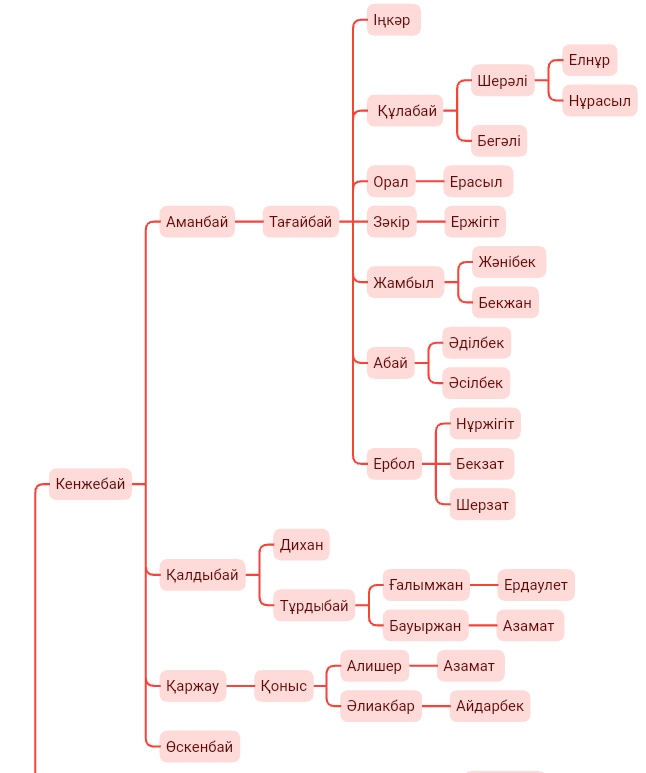 Іңкәр
Елнұр
Шерәлі
Нұрасыл
Құлабай
Бегәлі
Орал
Ерасыл
Аманбай
Тағайбай
Зәкір
Ержігіт
Жәнібек
Жамбыл
Бекжан
Әділбек
Абай
Әсілбек
Нұржігіт
Ербол
Бекзат
Шерзат
Кенжебай
Дихан
Қалдыбай
Ғалымжан
Ердаулет
Тұрдыбай
Бауыржан
Азамат
Алишер
Азамат
Қаржау
Қоныс
Әлиакбар
Айдарбек
Өскенбай